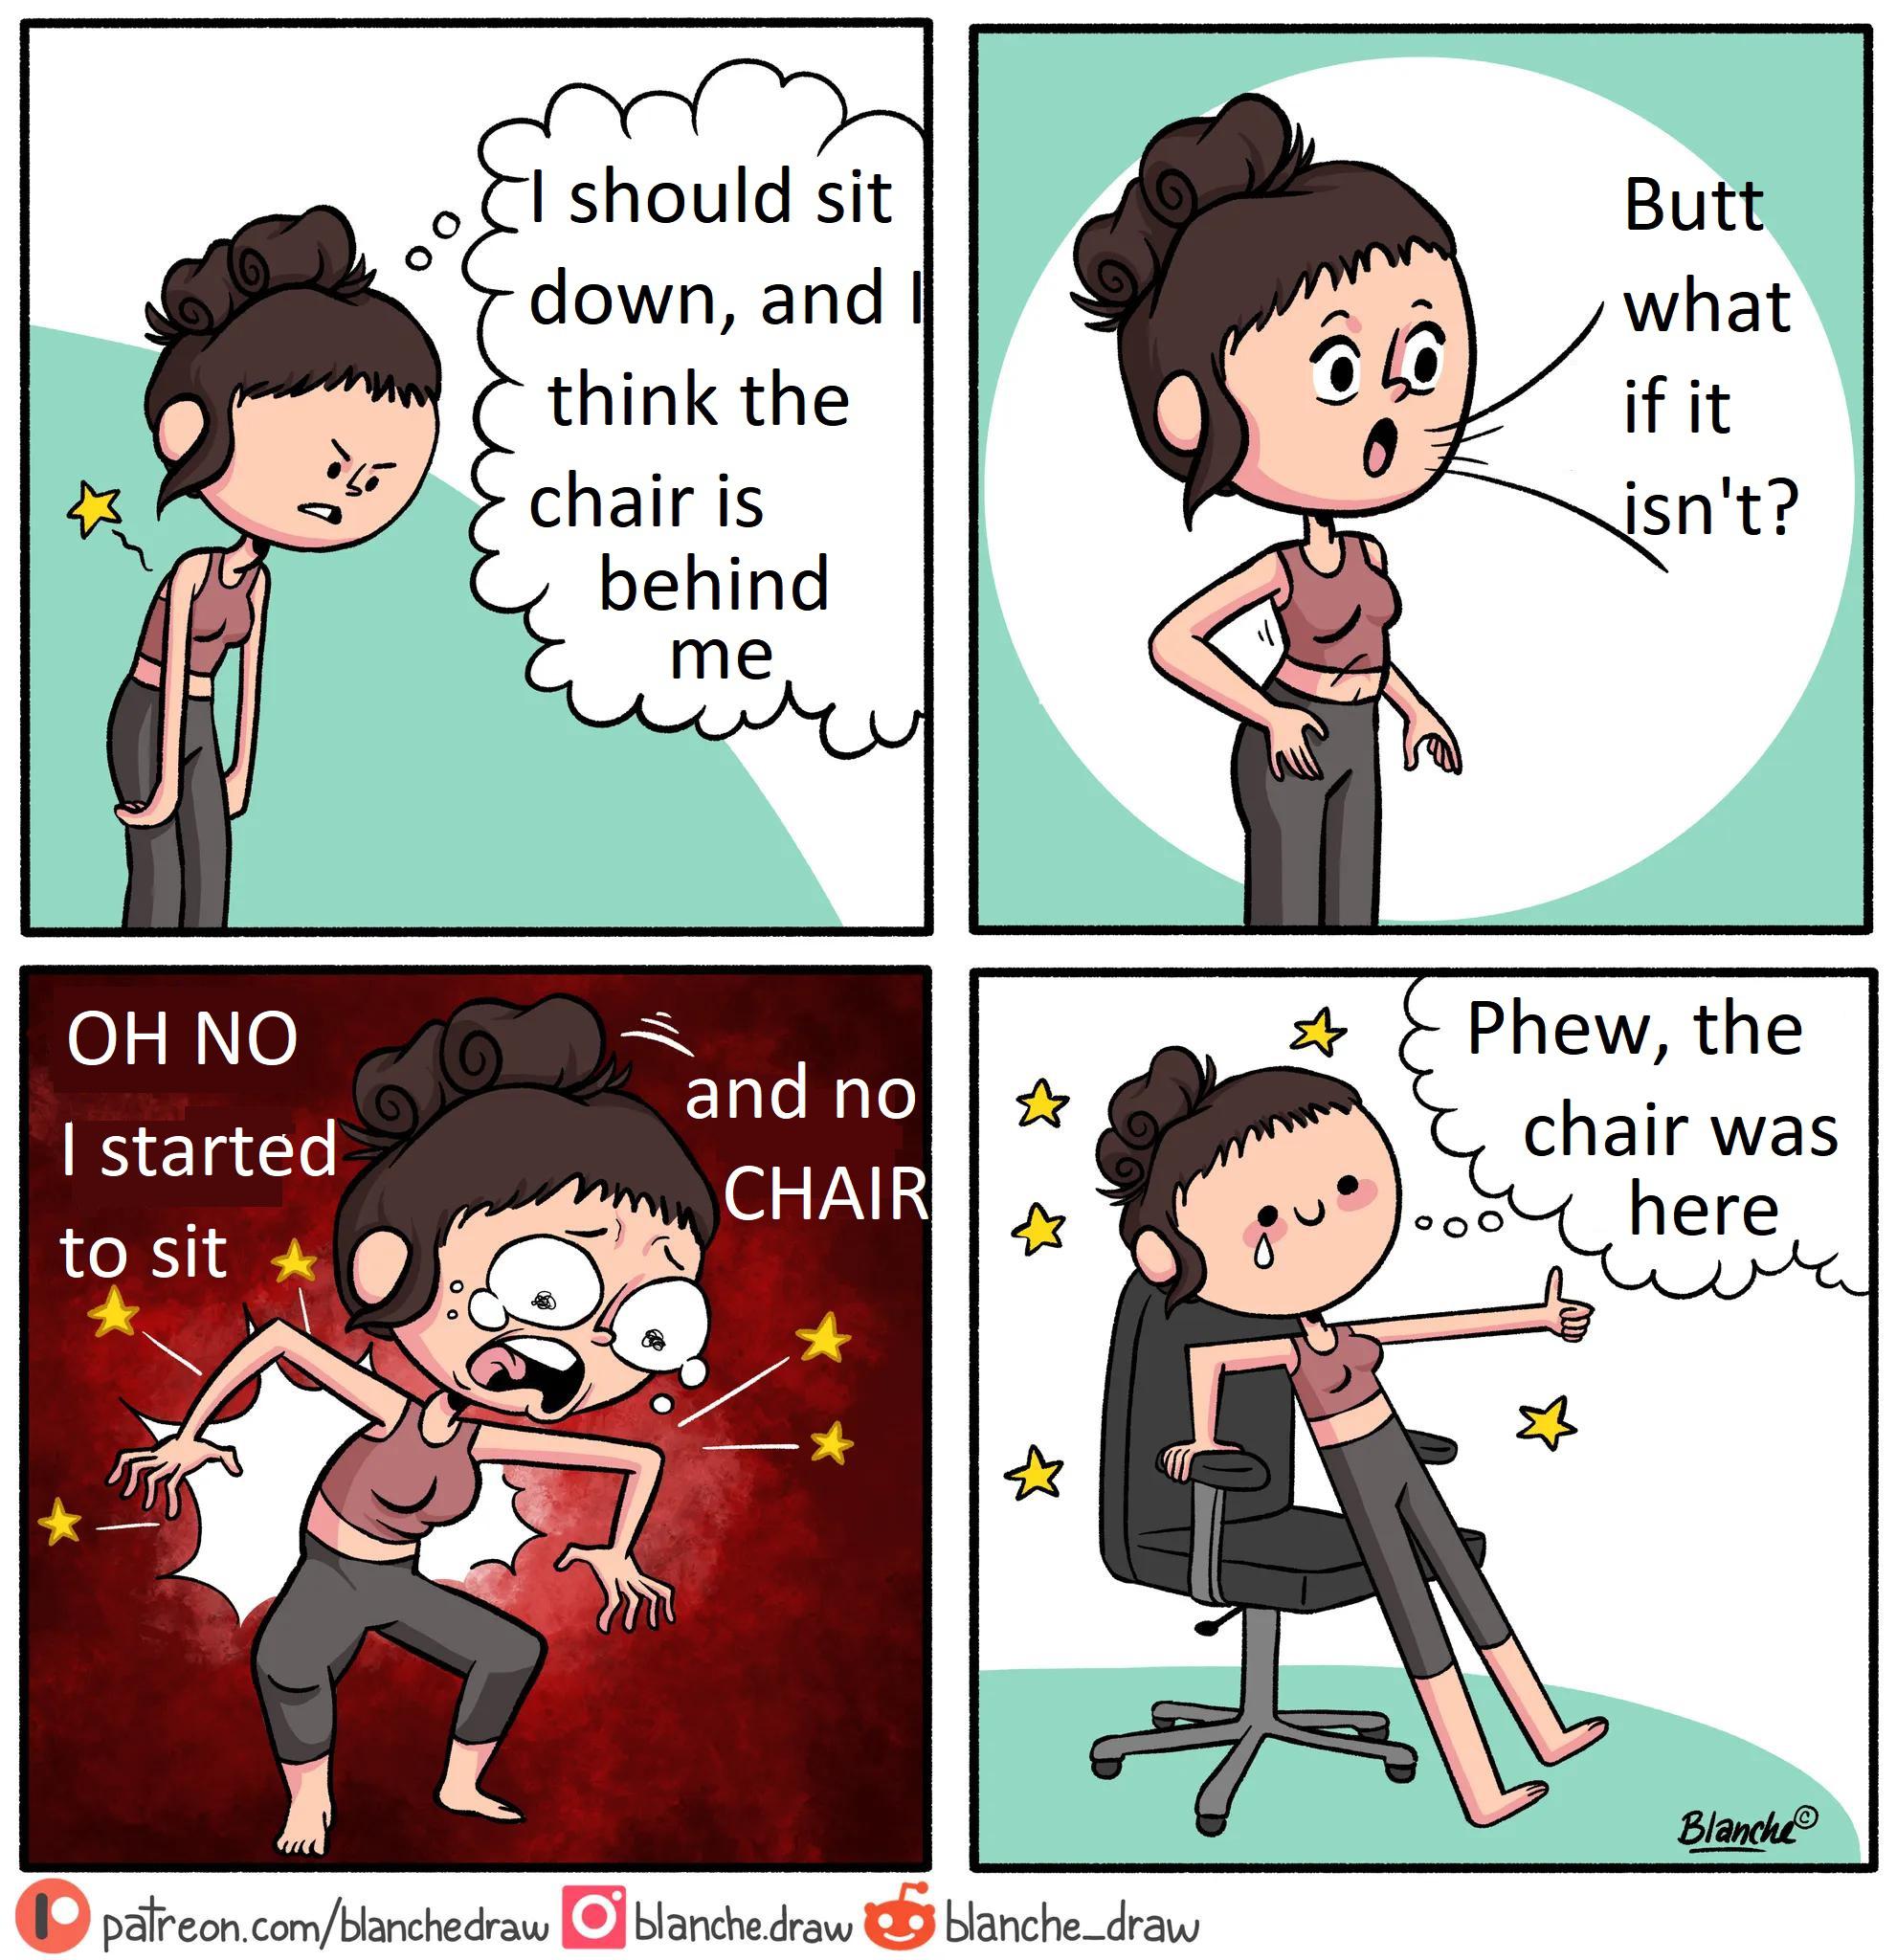 I should sit
down, and I
think the
chair is
behind
me
Butt
what
if it
isn't?
OH NO
I started
to sit
and no
CHAIR
Phew, the
chair was
here
Blanche©
patreon.com/blanchedraw
blanche.draw
blanche_draw